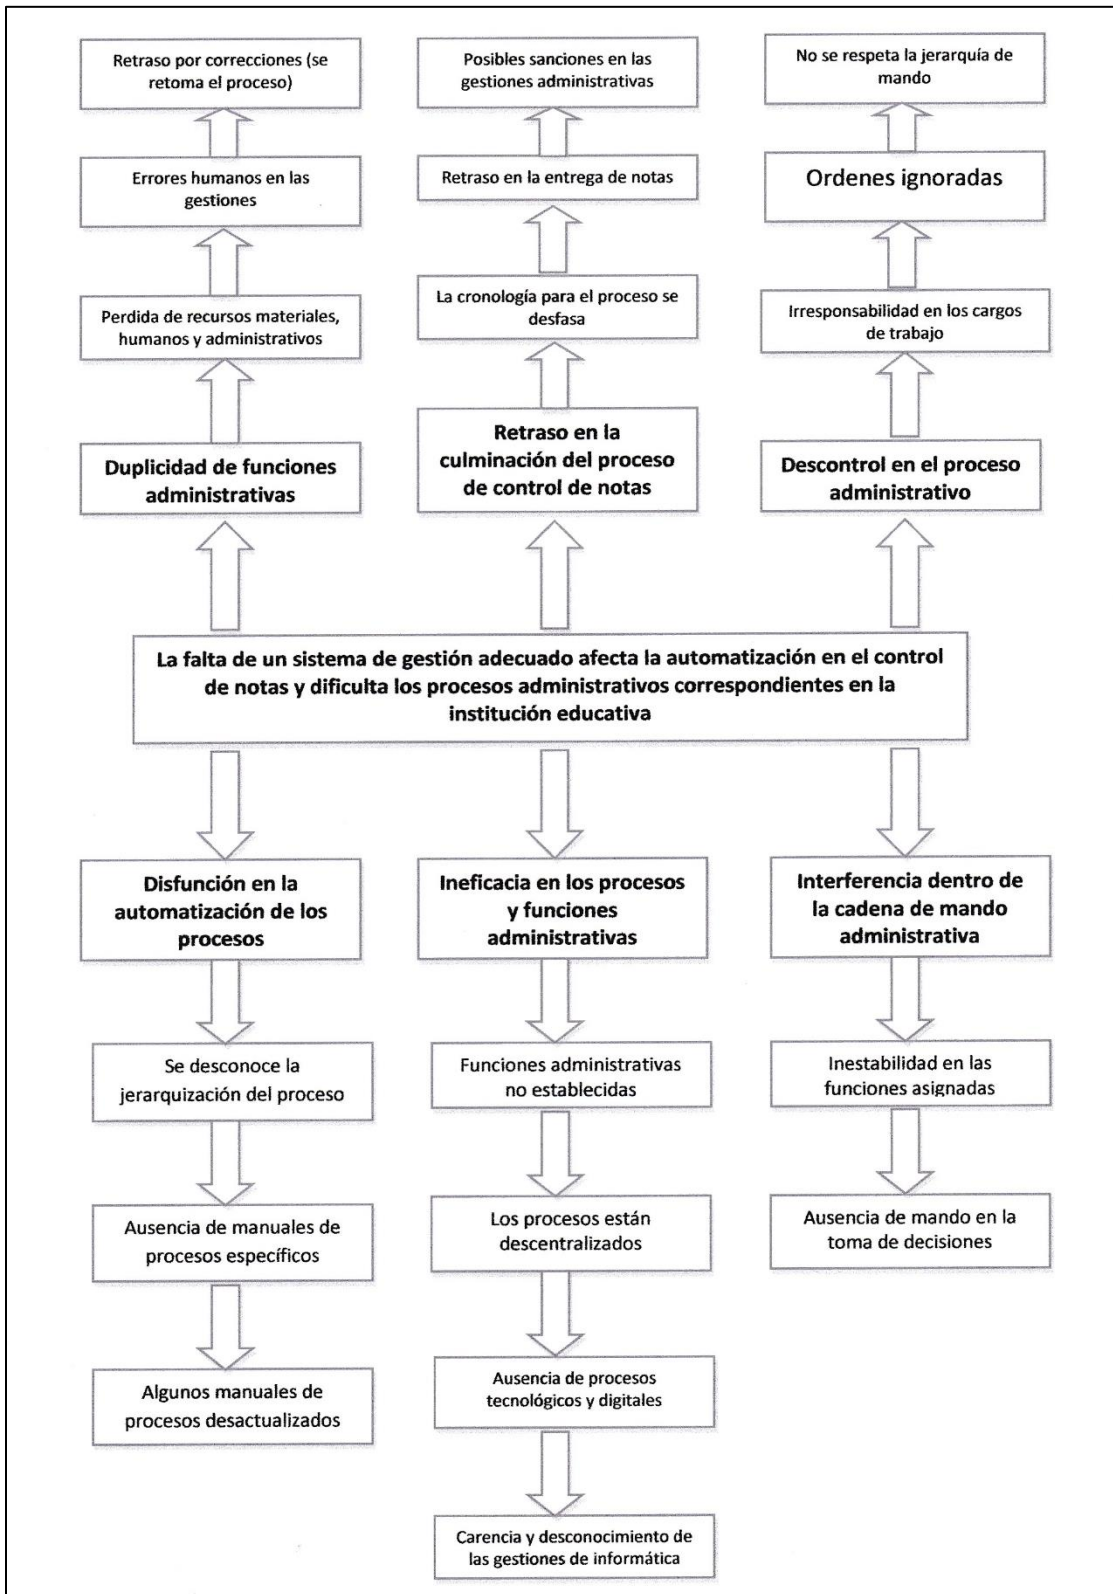 Retraso por correcciones (se
retoma el proceso)
Posibles sanciones en las
gestiones administrativas
No se respeta la jerarquía de
mando
Errores humanos en las
gestiones
Retraso en la entrega de notas
Ordenes ignoradas
Perdida de recursos materiales,
humanos y administrativos
La cronología para el proceso se
desfasa
Irresponsabilidad en los cargos
de trabajo
Duplicidad de funciones
administrativas
Retraso en la
culminación del proceso
de control de notas
Descontrol en el proceso
administrativo
La falta de un sistema de gestión adecuado afecta la automatización en el control
de notas y dificulta los procesos administrativos correspondientes en la
institución educativa
Disfunción en la
automatización de los
procesos
Ineficacia en los procesos
y funciones
administrativas
Interferencia dentro de
la cadena de mando
administrativa
Se desconoce la
jerarquización del proceso
Funciones administrativas
no establecidas
Inestabilidad en las
funciones asignadas
Ausencia de manuales de
procesos específicos
Los procesos están
descentralizados
Ausencia de mando en la
toma de decisiones
Algunos manuales de
procesos desactualizados
Ausencia de procesos
tecnológicos y digitales
Carencia y desconocimiento de
las gestiones de informática